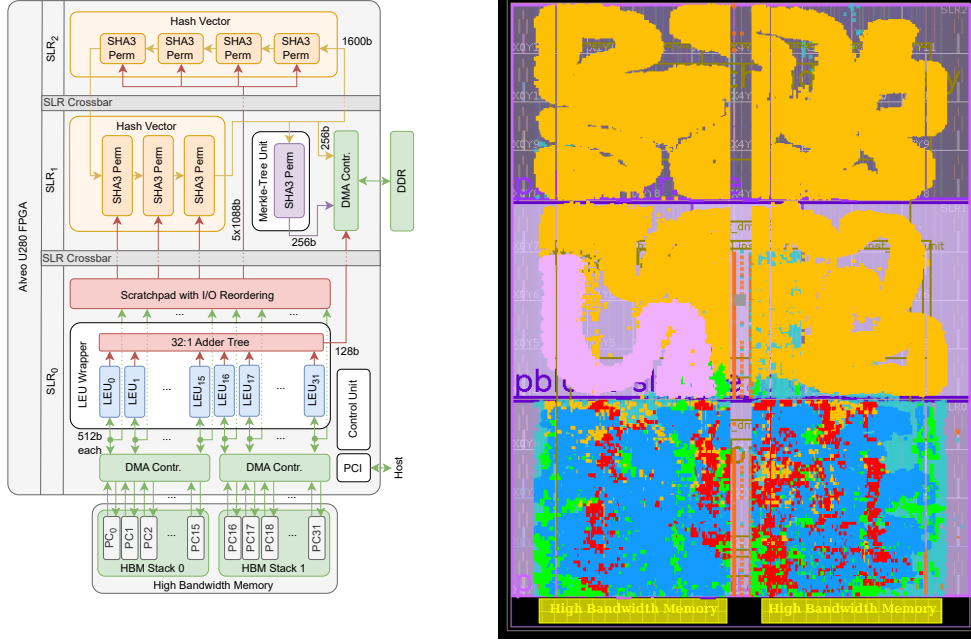 Alveo U280 FPGA
SLR2
Hash Vector
SHA3 Perm
SHA3 Perm
SHA3 Perm
SHA3 Perm
1600b
SLR Crossbar
SLR1
Hash Vector
SHA3 Perm
SHA3 Perm
SHA3 Perm
5x1088b
Merkle-Tree Unit
SHA3 Perm
256b
256b
DMA Contr.
DDR
SLR Crossbar
SLR0
Scratchpad with I/O Reordering
...
...
LEU Wrapper
32:1 Adder Tree
128b
LEU0
LEU1
...
LEU15
LEU16
LEU17
...
LEU31
Control Unit
512b
each
...
...
DMA Contr.
DMA Contr.
PCI
Host
...
...
PC0
PC1
PC2
...
PC15
PC16
PC17
PC18
...
PC31
HBM Stack 0
HBM Stack 1
High Bandwidth Memory
High Bandwidth Memory
High Bandwidth Memory